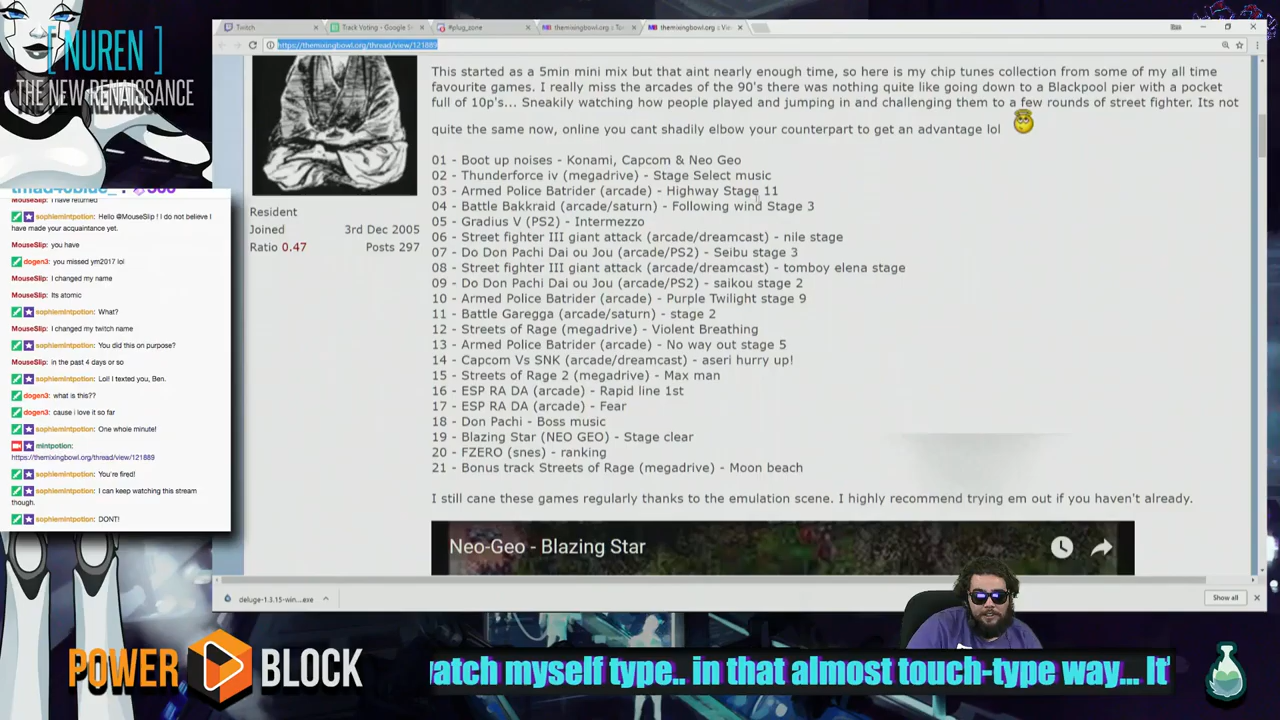 [ NUREN ]
THE NEW RENAISSANCE
Twitch
Track Voting - Google
#plug_zone
themixingbowl.org
themixingbowl.org
https://themixingbowl.org/thread/view/121889
This started as a 5min mini mix but that aint nearly enough time, so here is my chip tunes collection from some of my all time
favourite games. I really miss the arcades of the 90's there was nothing quite like going down to a Blackpool pier with a pocket
full of 10p's... Sneakily watching how people played and jumping in and challenging them to a few rounds of street fighter. Its not
quite the same now, online you cant shadily elbow your counterpart to get an advantage lol
01 - Boot up noises - Konami, Capcom & Neo Geo
02 - Thunderforce iv (megadrive) - Stage Select music
03 - Armed Police Batrider (arcade) - Highway Stage 11
04 - Battle Bakkraid (arcade/saturn) - Following wind Stage 3
05 - Gradius V (PS2) - Intermezzo
06 - Street fighter III giant attack (arcade/dreamcast) - nile stage
07 - Do Don Pachi Dai ou Jou (arcade/PS2) - Seibu stage 3
08 - Street fighter III giant attack (arcade/dreamcast) - tomboy elena stage
09 - Do Don Pachi Dai ou Jou (arcade/PS2) - saikou stage 2
10 - Armed Police Batrider (arcade) - Purple Twilight stage 9
11 - Battle Garegga (arcade/saturn) - stage 2
12 - Streets of Rage (megadrive) - Violent Breathing
13 - Armed Police Batrider (arcade) - No way out stage 5
14 - Capcom Vs SNK (arcade/dreamcast) - aseri hurry up!
15 - Streets of Rage 2 (megadrive) - Max man
16 - ESP RA DA (arcade) - Rapid line 1st
17 - ESP RA DA (arcade) - Fear
18 - Don Pachi - Boss music
19 - Blazing Star (NEO GEO) - Stage clear
20 - FZERO (snes) - ranking
21 - Bonus track Streets of Rage (megadrive) - Moon beach
I still cane these games regularly thanks to the mulation scene. I highly recommend trying em out if you haven't already.
Resident
Joined 3rd Dec 2005
Ratio 0.47 Posts 297
Neo-Geo - Blazing Star
MouseSlip: I have returned
sophiemintpotion: Hello @MouseSlip ! I do not believe I
have made your acquaintance yet.
MouseSlip: you have
dogen3: you missed ym2017 lol
MouseSlip: I changed my name
MouseSlip: Its atomic
sophiemintpotion: What?
MouseSlip: I changed my twitch name
sophiemintpotion: You did this on purpose?
MouseSlip: in the past 4 days or so
sophiemintpotion: Lol! I texted you, Ben.
dogen3: what is this??
dogen3: cause i love it so far
sophiemintpotion: One whole minute!
mintpotion:
https://themixingbowl.org/thread/view/121889
sophiemintpotion: You're fired!
sophiemintpotion: I can keep watching this stream
though.
sophiemintpotion: DONT!
deluge-1.3.15-win....exe
Show all
POWER BLOCK
watch myself type.. in that almost touch-type way... It'